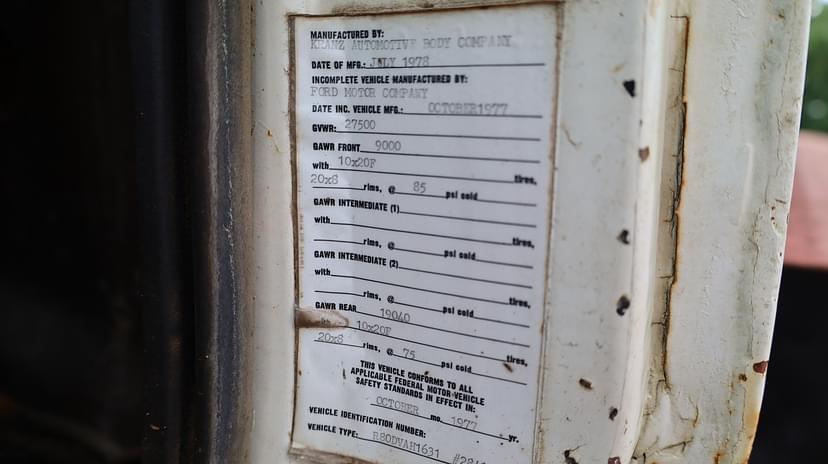 MANUFACTURED BY:
KRANZ AUTOMOTIVE BODY COMPANY
DATE OF MFG.: JULY 1978
INCOMPLETE VEHICLE MANUFACTURED BY:
FORD MOTOR COMPANY
DATE INC. VEHICLE MFG.: OCTOBER1977
GVWR: 27500
GAWR FRONT 9000
with 10x20F tires,
20x8 rims, @ 85 psi cold
GAWR INTERMEDIATE (1)
with tires,
rims, @ psi cold
GAWR INTERMEDIATE (2)
with tires,
rims, @ psi cold
GAWR REAR 19040
10x20F tires,
20x8 rims, @ 75 psi cold
THIS VEHICLE CONFORMS TO ALL
APPLICABLE FEDERAL MOTOR-VEHICLE
SAFETY STANDARDS IN EFFECT IN:
OCTOBER mo. 1977 yr.
VEHICLE IDENTIFICATION NUMBER:
VEHICLE TYPE: R80DVAH1631